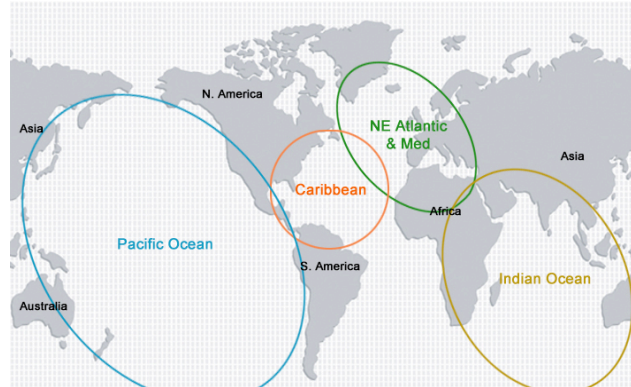 N. America
Asia
NE Atlantic
& Med
Asia
Caribbean
Africa
Pacific Ocean
S. America
Indian Ocean
Australia